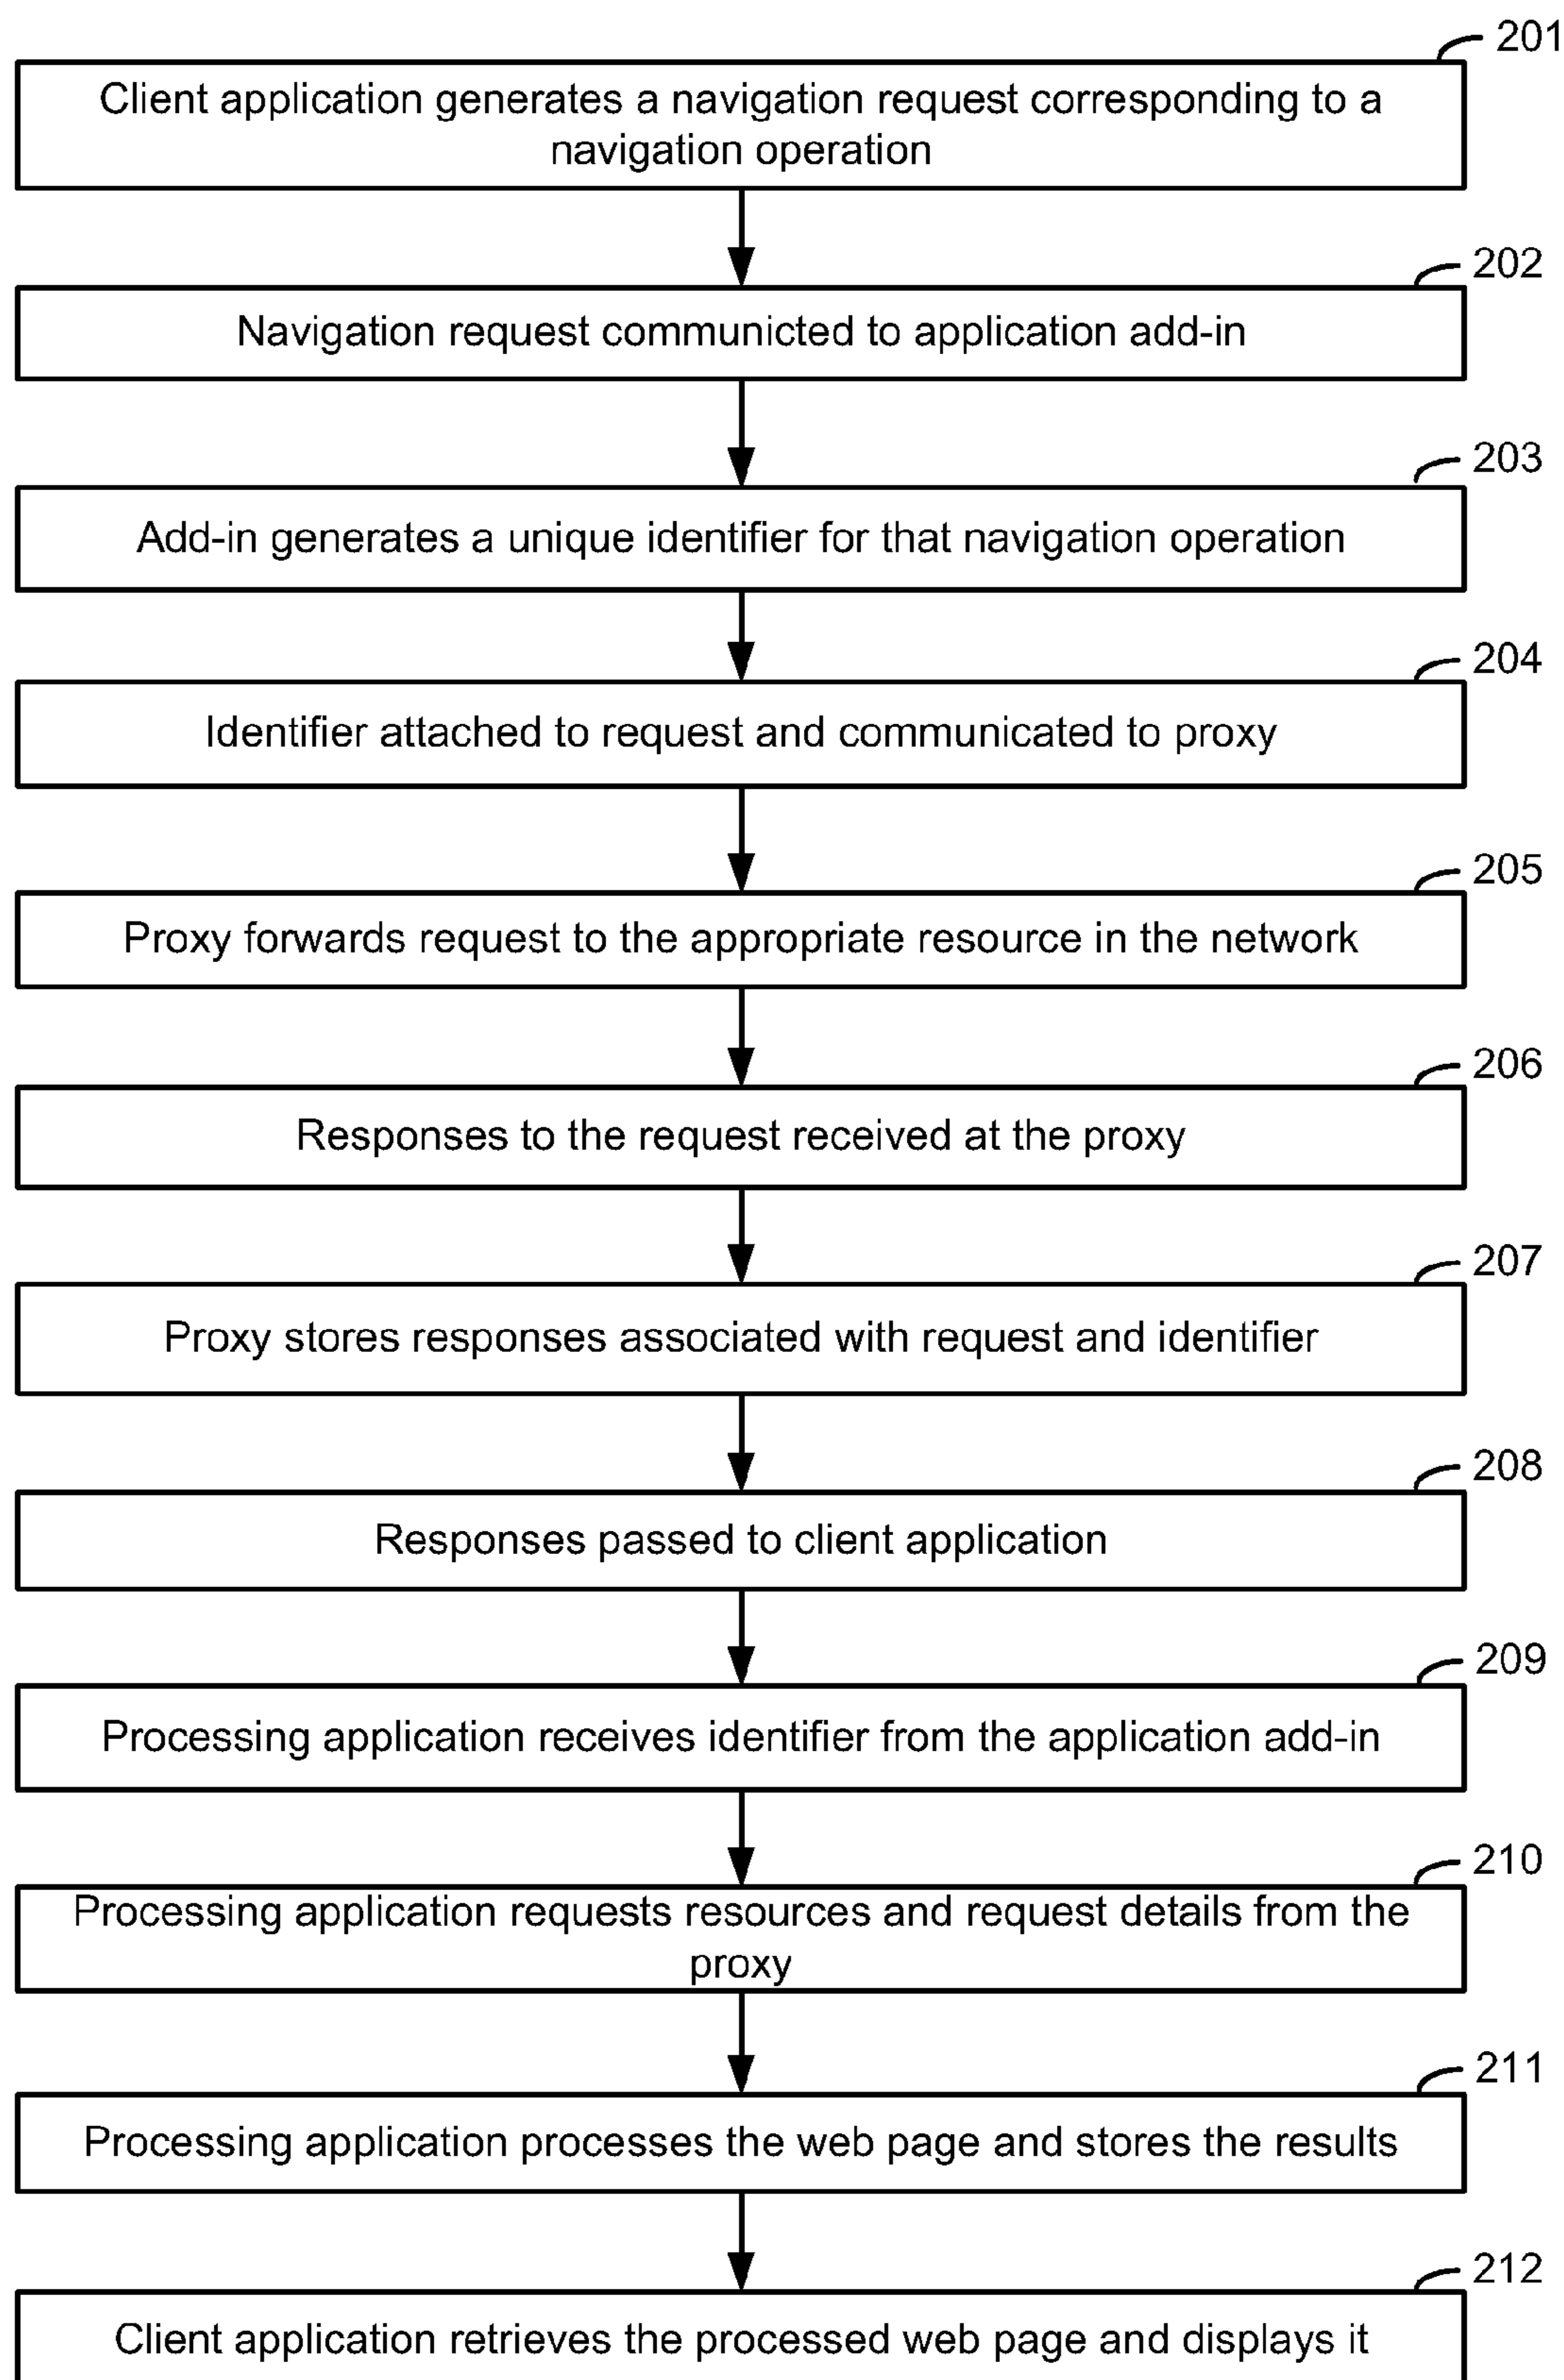 201
Client application generates a navigation request corresponding to a
navigation operation
202
Navigation request communicted to application add-in
203
Add-in generates a unique identifier for that navigation operation
204
Identifier attached to request and communicated to proxy
205
Proxy forwards request to the appropriate resource in the network
206
Responses to the request received at the proxy
207
Proxy stores responses associated with request and identifier
208
Responses passed to client application
209
Processing application receives identifier from the application add-in
210
Processing application requests resources and request details from the
proxy
211
Processing application processes the web page and stores the results
212
Client application retrieves the processed web page and displays it